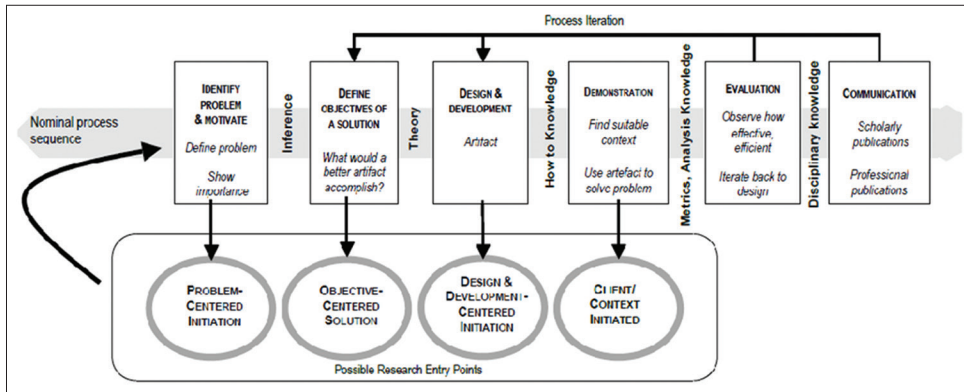 Process Iteration
Nominal process
sequence
IDENTIFY
PROBLEM
& MOTIVATE
Define problem
Show
importance
Inference
DEFINE
OBJECTIVES OF
A SOLUTION
What would a
better artifact
accomplish?
Theory
DESIGN &
DEVELOPMENT
Artifact
How to Knowledge
DEMONSTRATION
Find suitable
context
Use artefact to
solve problem
Metrics, Analysis Knowledge
EVALUATION
Observe how
effective,
efficient
Iterate back to
design
Disciplinary knowledge
COMMUNICATION
Scholarly
publications
Professional
publications
PROBLEM-
CENTERED
INITIATION
OBJECTIVE-
CENTERED
SOLUTION
DESIGN &
DEVELOPMENT-
CENTERED
INITIATION
CLIENT/
CONTEXT
INITIATED
Possible Research Entry Points